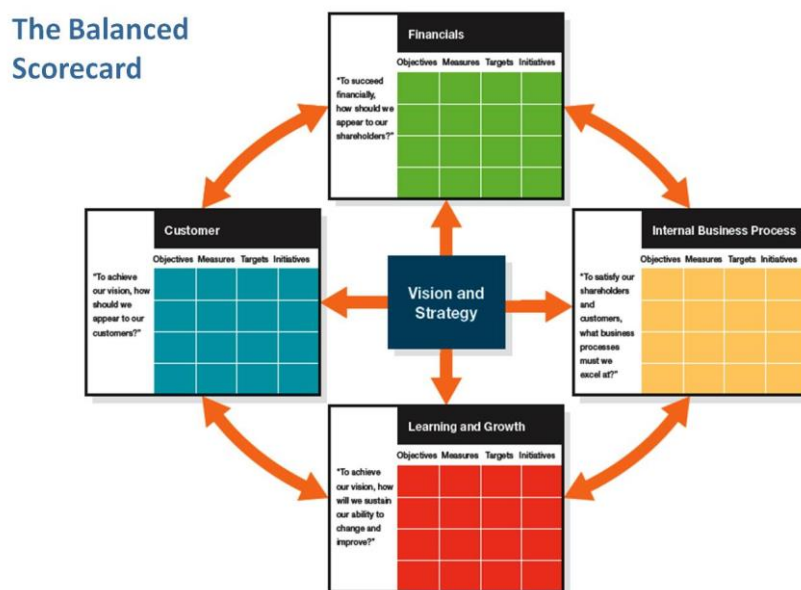 The Balanced
Scorecard
Financials
Objectives Measures Targets Initiatives
"To succeed
financially,
how should we
appear to our
shareholders?"
Customer
Objectives Measures Targets Initiatives
"To achieve
our vision, how
should we
appear to our
customers?"
Vision and
Strategy
Internal Business Process
Objectives Measures Targets Initiatives
"To satisfy our
shareholders
and
customers,
what business
processes
must we
excel at?"
Learning and Growth
Objectives Measures Targets Initiatives
"To achieve
our vision, how
will we sustain
our ability to
change and
improve?"